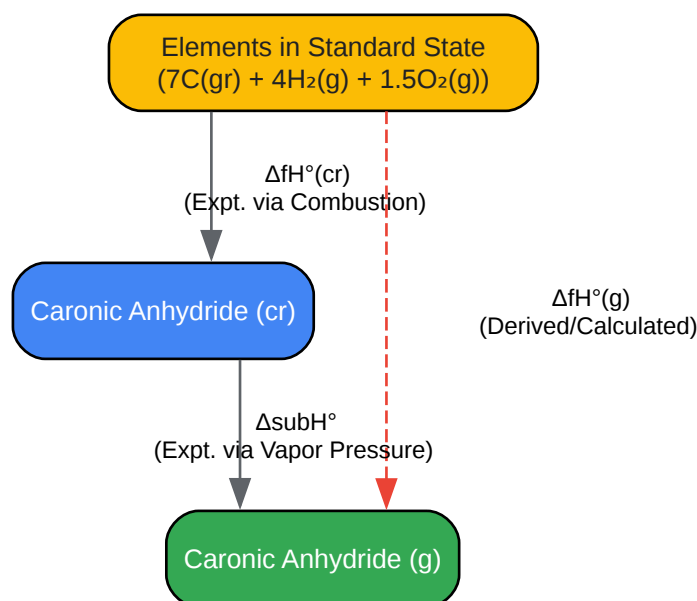 Elements in Standard State
(7C(gr) + 4H₂(g) + 1.5O₂(g))
ΔfH°(cr)
(Expt. via Combustion)
Caronic Anhydride (cr)
ΔfH°(g)
(Derived/Calculated)
ΔsubH°
(Expt. via Vapor Pressure)
Caronic Anhydride (g)